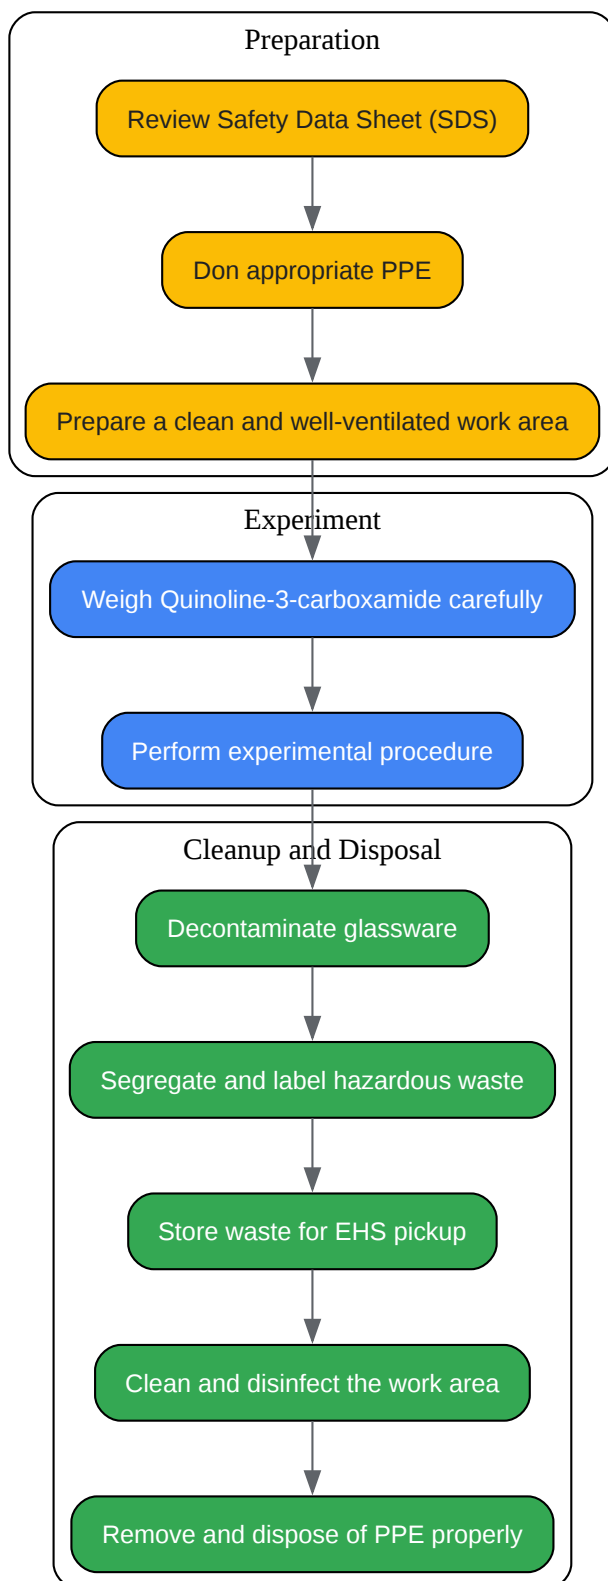 Preparation
Review Safety Data Sheet (SDS)
Don appropriate PPE
Prepare a clean and well-ventilated work area
Experiment
Weigh Quinoline-3-carboxamide carefully
Perform experimental procedure
Cleanup and Disposal
Decontaminate glassware
Segregate and label hazardous waste
Store waste for EHS pickup
Clean and disinfect the work area
Remove and dispose of PPE properly